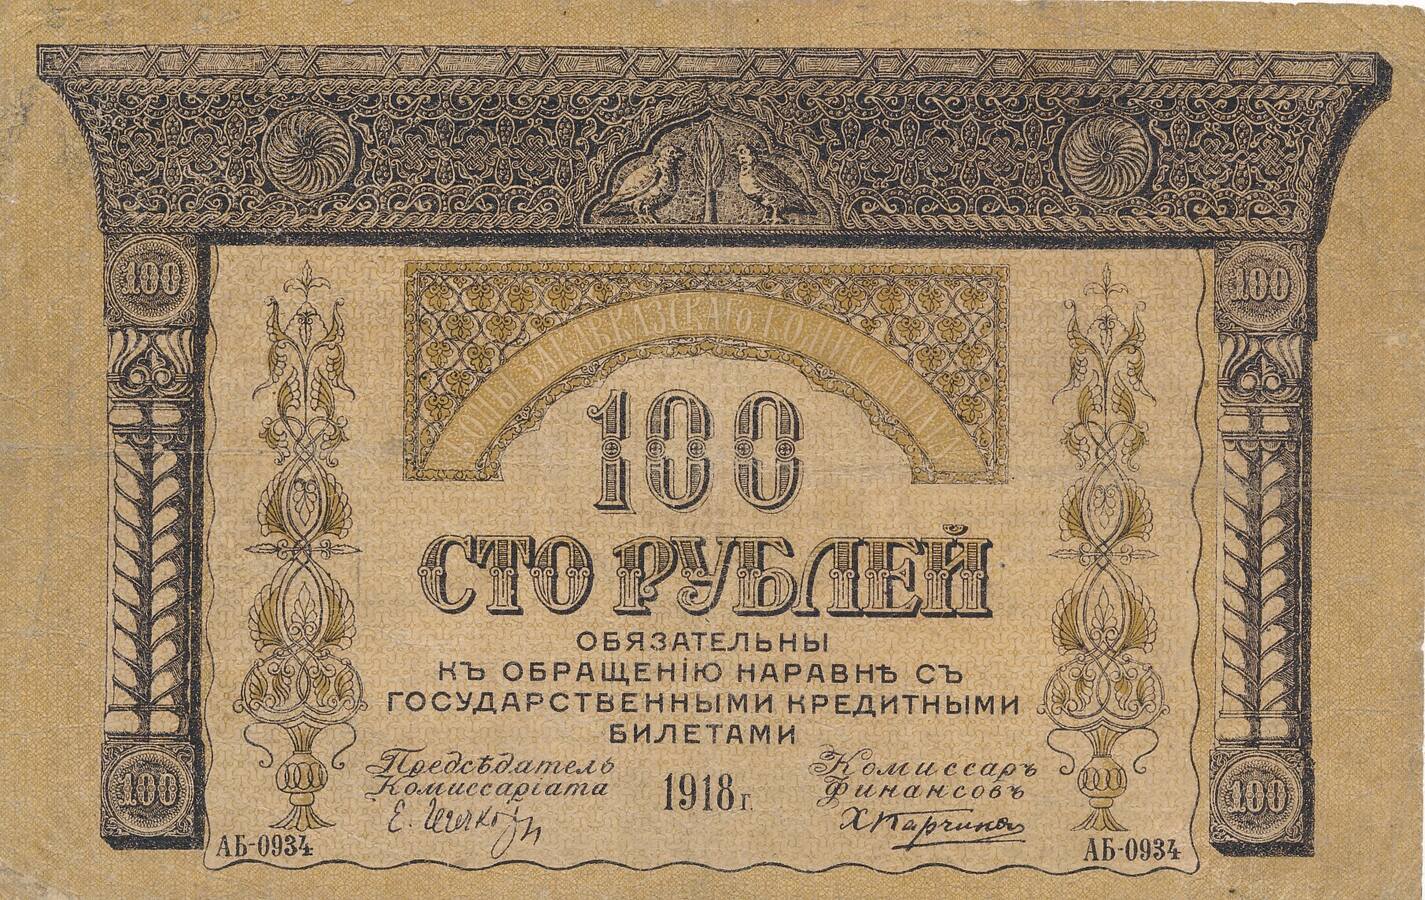 100 100
БОНЫ ЗАКАВКАЗСКАГО КОМИССАРІАТА
100
СТО РУБЛЕЙ
ОБЯЗАТЕЛЬНЫ
КЪ ОБРАЩЕНІЮ НАРАВНѢ СЪ
ГОСУДАРСТВЕННЫМИ КРЕДИТНЫМИ
БИЛЕТАМИ
Предсѣдатель
Комиссаріата
1918 г.
Комиссаръ
Финансовъ
100 100
АБ-0934 АБ-0934